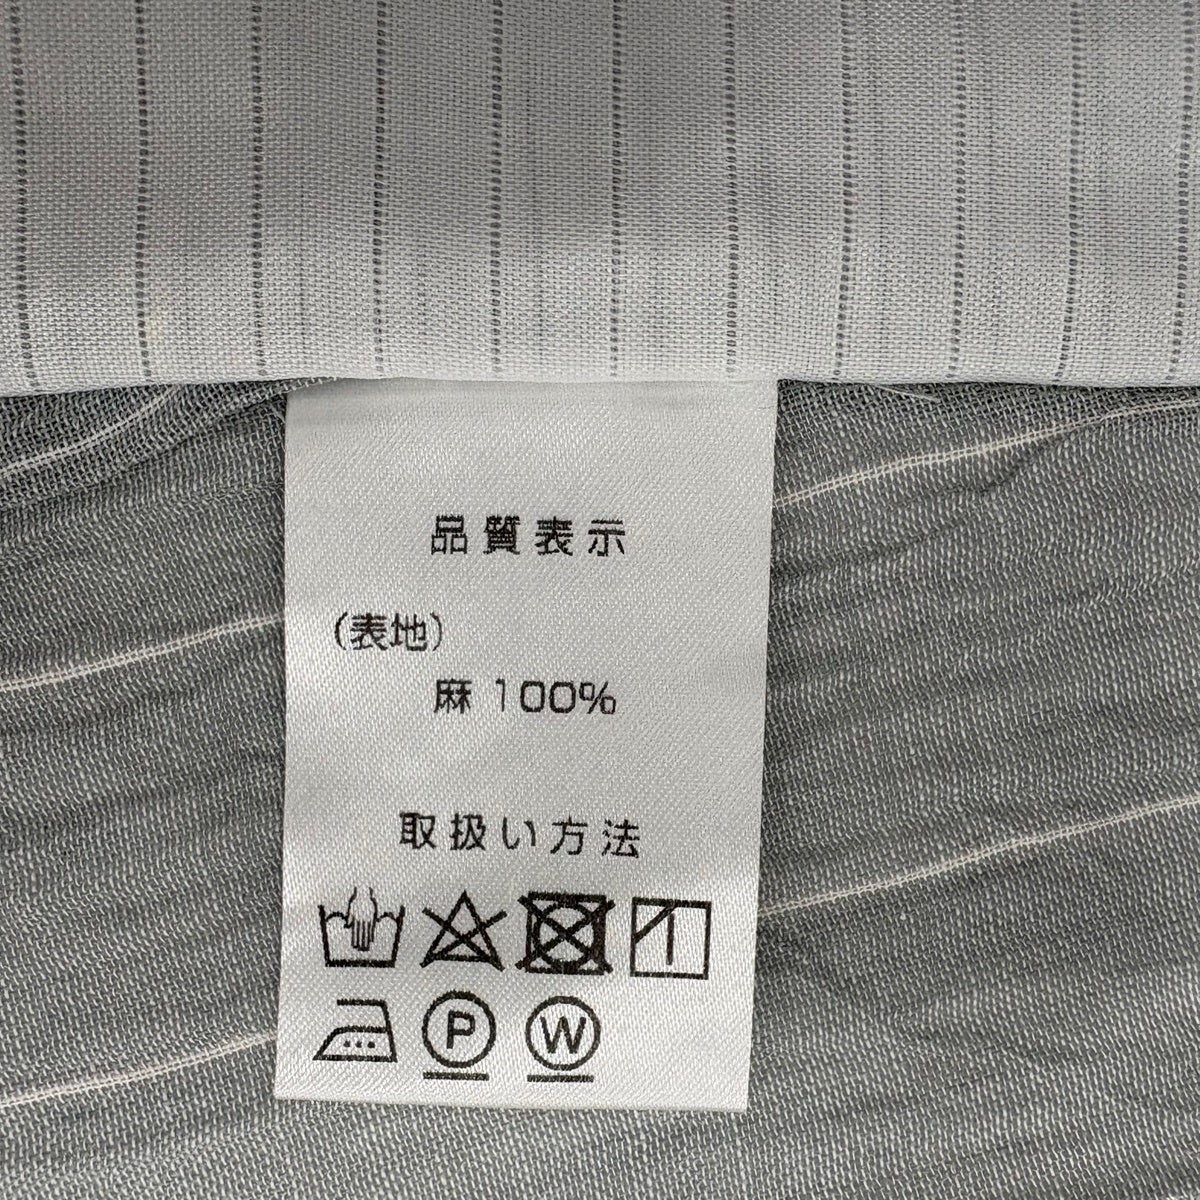 品質表示
(表地)
麻 100%
取扱い方法
P W